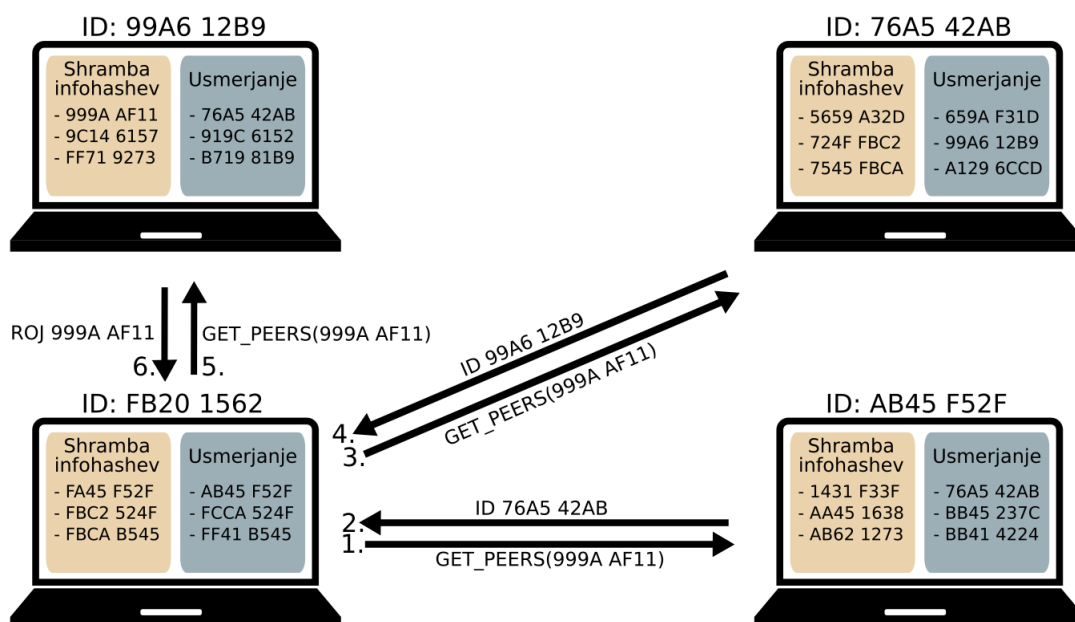 ID: 99A6 12B9
Shramba
infohashev
- 999A AF11
- 9C14 6157
- FF71 9273
Usmerjanje
- 76A5 42AB
- 919C 6152
- B719 81B9
ID: 76A5 42AB
Shramba
infohashev
- 5659 A32D
- 724F FBC2
- 7545 FBCA
Usmerjanje
- 659A F31D
- 99A6 12B9
- A129 6CCD
ROJ 999A AF11
6.
GET_PEERS(999A AF11)
5.
ID 99A6 12B9
4.
GET_PEERS(999A AF11)
3.
ID: FB20 1562
Shramba
infohashev
- FA45 F52F
- FBC2 524F
- FBCA B545
Usmerjanje
- AB45 F52F
- FCCA 524F
- FF41 B545
2.
ID 76A5 42AB
1.
GET_PEERS(999A AF11)
ID: AB45 F52F
Shramba
infohashev
- 1431 F33F
- AA45 1638
- AB62 1273
Usmerjanje
- 76A5 42AB
- BB45 237C
- BB41 4224